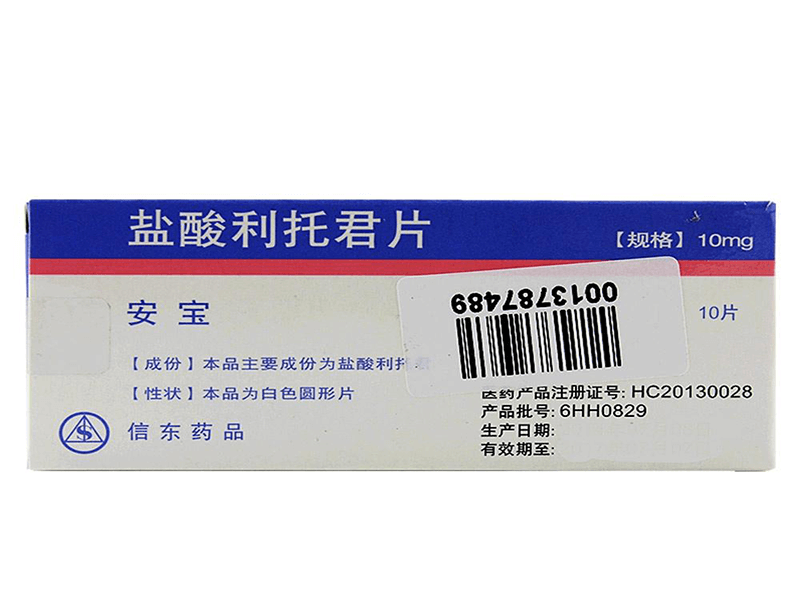 盐酸利托君片
【规格】10mg
0013787489
安宝
10片
【成份】本品主要成份为盐酸利托君
【性状】本品为白色圆形片
医药产品注册证号: HC20130028
产品批号: 6HH0829
生产日期:
有效期至:
信东药品